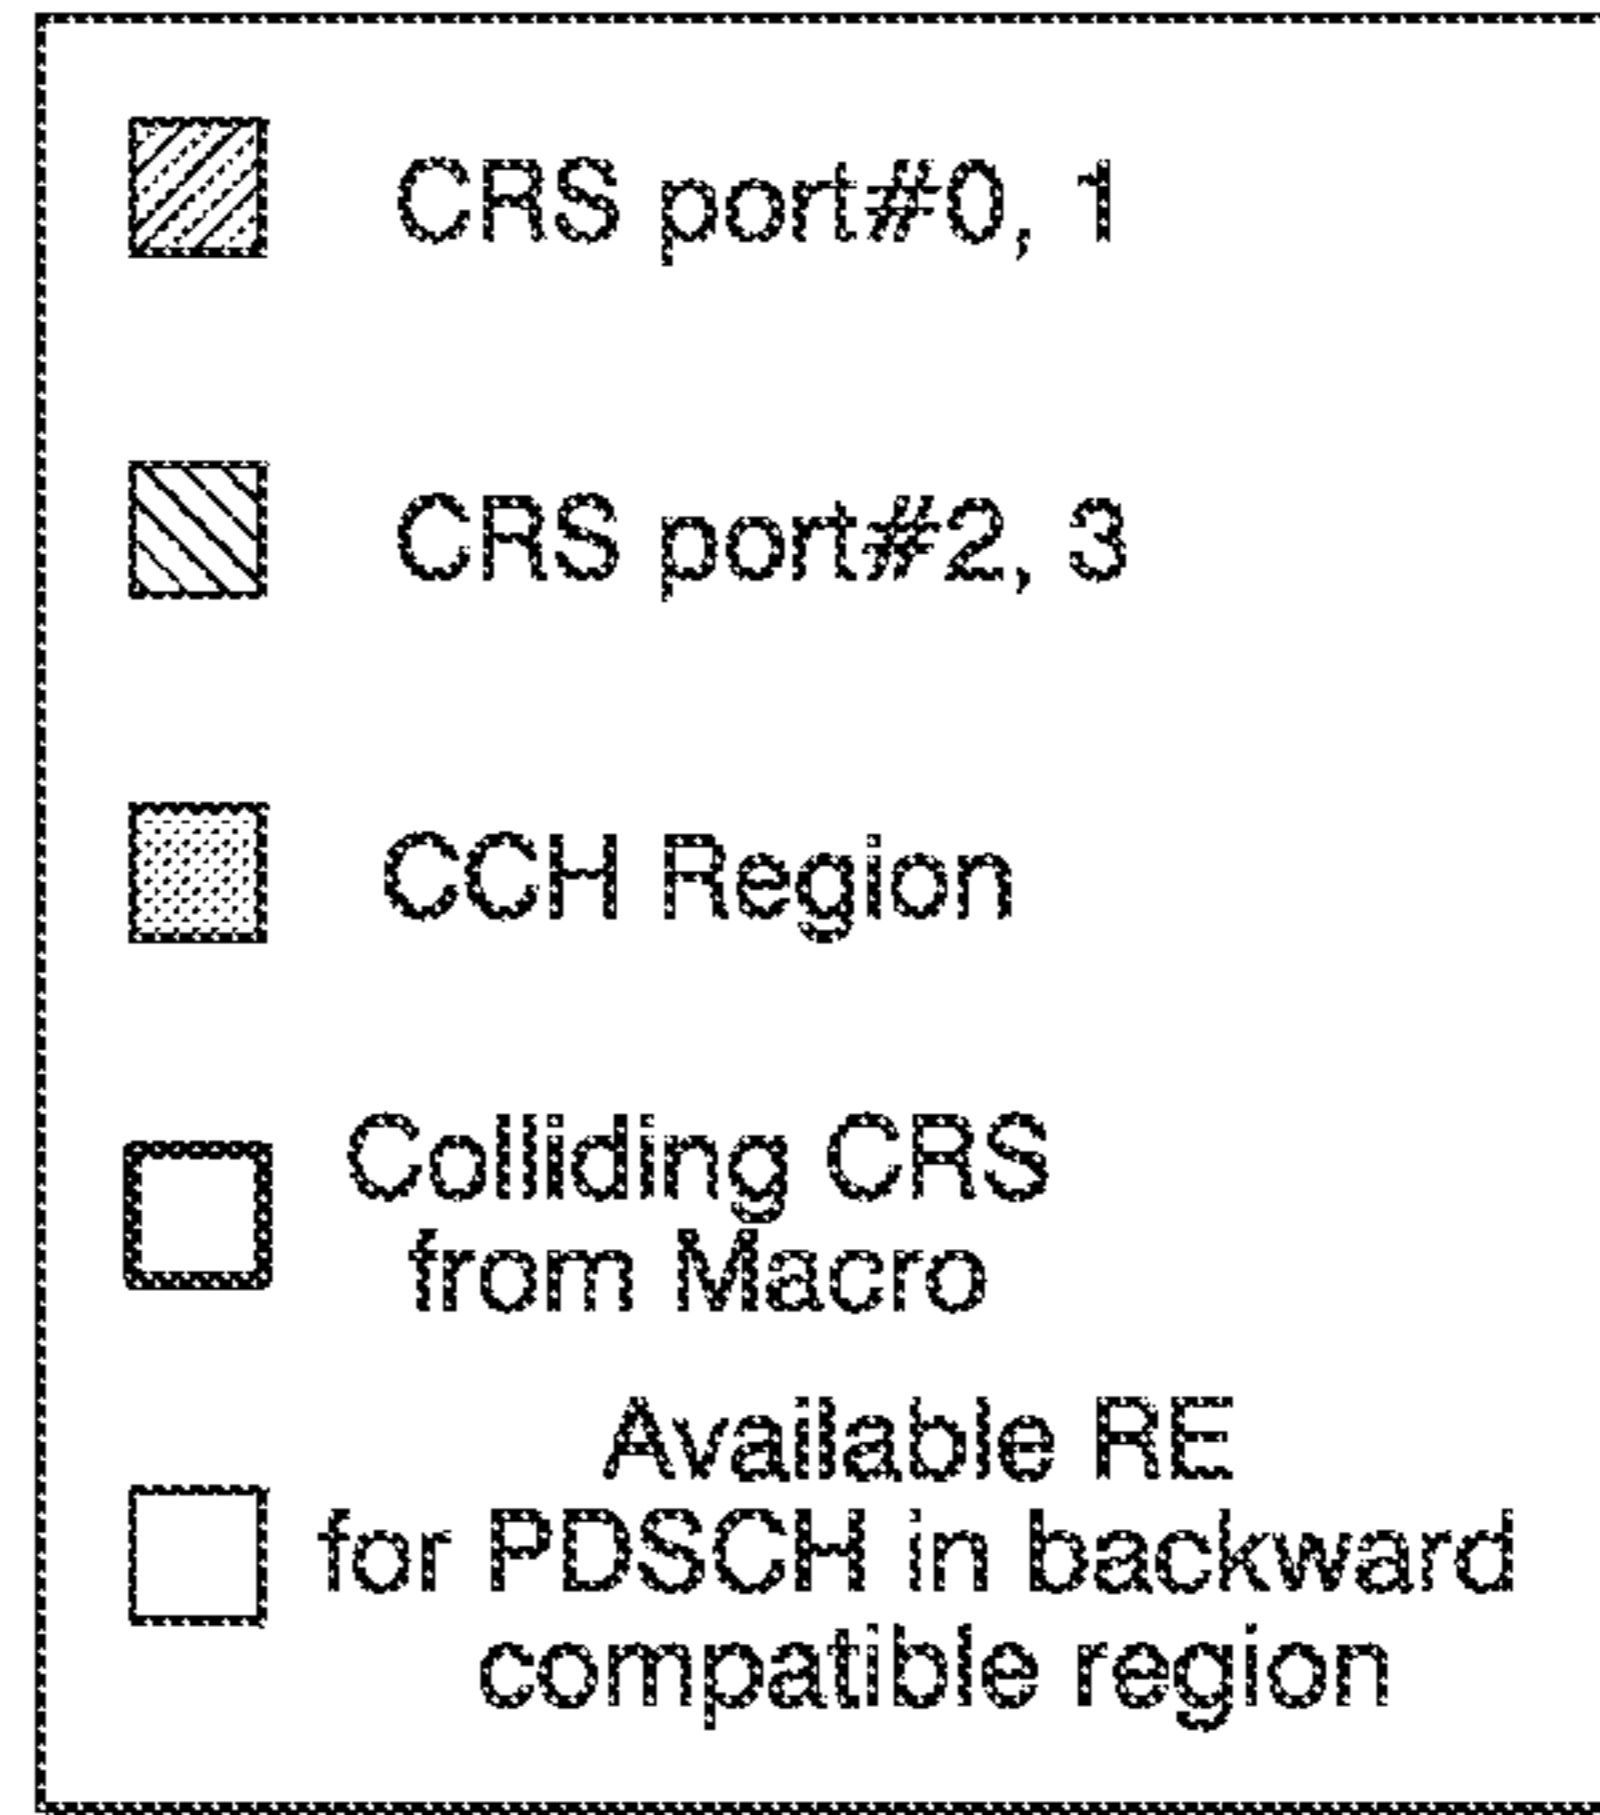 CRS port#0, 1
CRS port#2, 3
CCH Region
Colliding CRS
from Macro
Available RE
for PDSCH in backward
compatible region